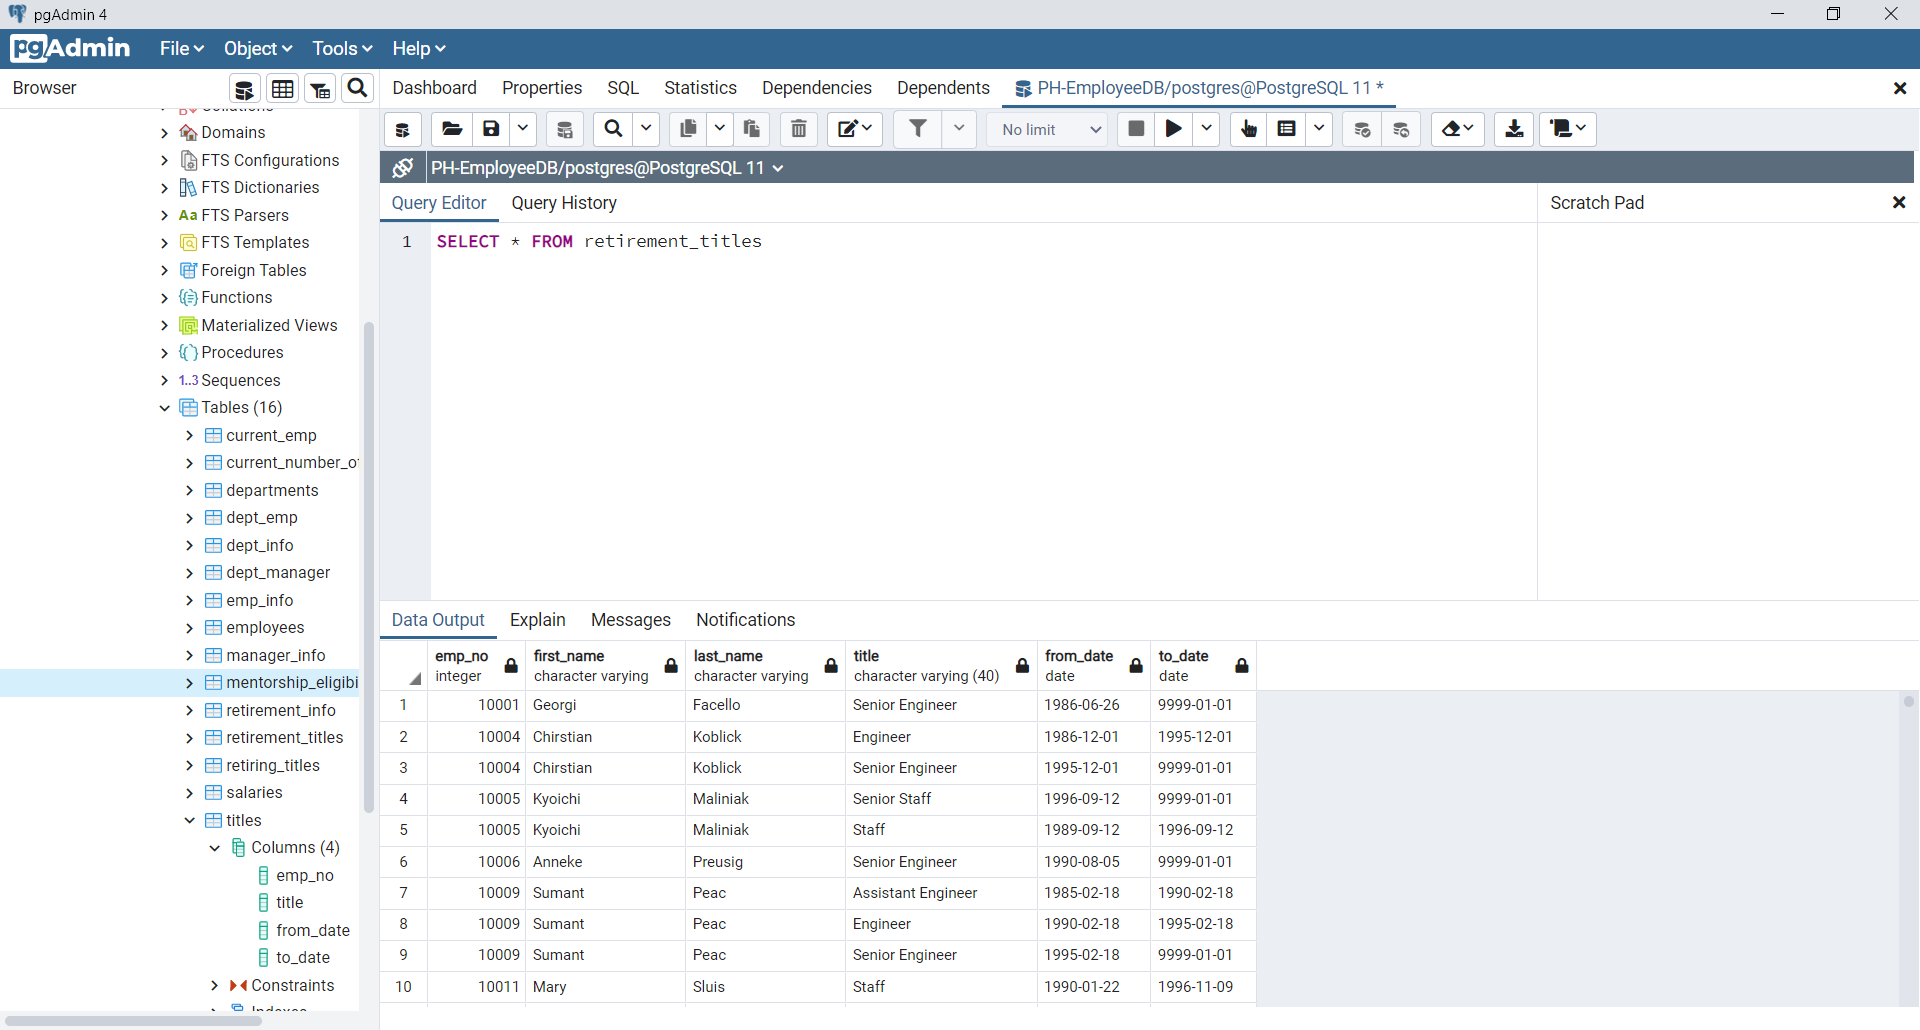 pgAdmin 4
pgAdmin File Object Tools Help
Browser
Dashboard Properties SQL Statistics Dependencies Dependents PH-EmployeeDB/postgres@PostgreSQL 11 *
No limit
PH-EmployeeDB/postgres@PostgreSQL 11
Query Editor Query History
Scratch Pad
1 SELECT * FROM retirement_titles
Domains
FTS Configurations
FTS Dictionaries
Aa FTS Parsers
FTS Templates
Foreign Tables
Functions
Materialized Views
Procedures
1..3 Sequences
Tables (16)
current_emp
current_number_of
departments
dept_emp
dept_info
dept_manager
emp_info
employees
manager_info
mentorship_eligibi
retirement_info
retirement_titles
retiring_titles
salaries
titles
Columns (4)
emp_no
title
from_date
to_date
Constraints
Indexes
Data Output Explain Messages Notifications
emp_no first_name last_name title from_date to_date
integer character varying character varying character varying (40) date date
1 10001 Georgi Facello Senior Engineer 1986-06-26 9999-01-01
2 10004 Chirstian Koblick Engineer 1986-12-01 1995-12-01
3 10004 Chirstian Koblick Senior Engineer 1995-12-01 9999-01-01
4 10005 Kyoichi Maliniak Senior Staff 1996-09-12 9999-01-01
5 10005 Kyoichi Maliniak Staff 1989-09-12 1996-09-12
6 10006 Anneke Preusig Senior Engineer 1990-08-05 9999-01-01
7 10009 Sumant Peac Assistant Engineer 1985-02-18 1990-02-18
8 10009 Sumant Peac Engineer 1990-02-18 1995-02-18
9 10009 Sumant Peac Senior Engineer 1995-02-18 9999-01-01
10 10011 Mary Sluis Staff 1990-01-22 1996-11-09